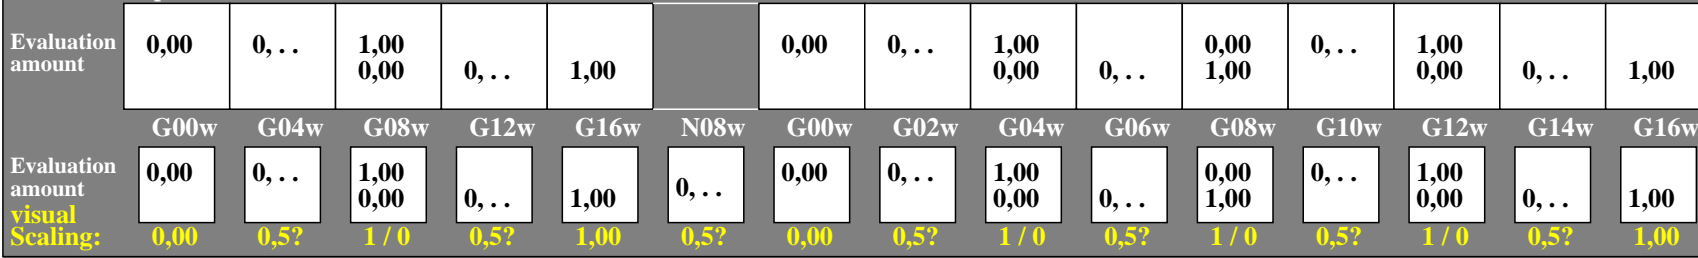 Evaluation amount 0,00 0, . . 1,00 0,00 0, . . 1,00 0,00 0, . . 1,00 0,00 0, . . 0,00 1,00 0, . . 1,00 0,00 0, . . 1,00
G00w G04w G08w G12w G16w N08w G00w G02w G04w G06w G08w G10w G12w G14w G16w
Evaluation amount 0,00 0, . . 1,00 0,00 0, . . 1,00 0, . . 0,00 0, . . 1,00 0,00 0, . . 0,00 1,00 0, . . 1,00 0,00 0, . . 1,00
visual
Scaling: 0,00 0,5? 1 / 0 0,5? 1,00 0,5? 0,00 0,5? 1 / 0 0,5? 1 / 0 0,5? 1 / 0 0,5? 1,00